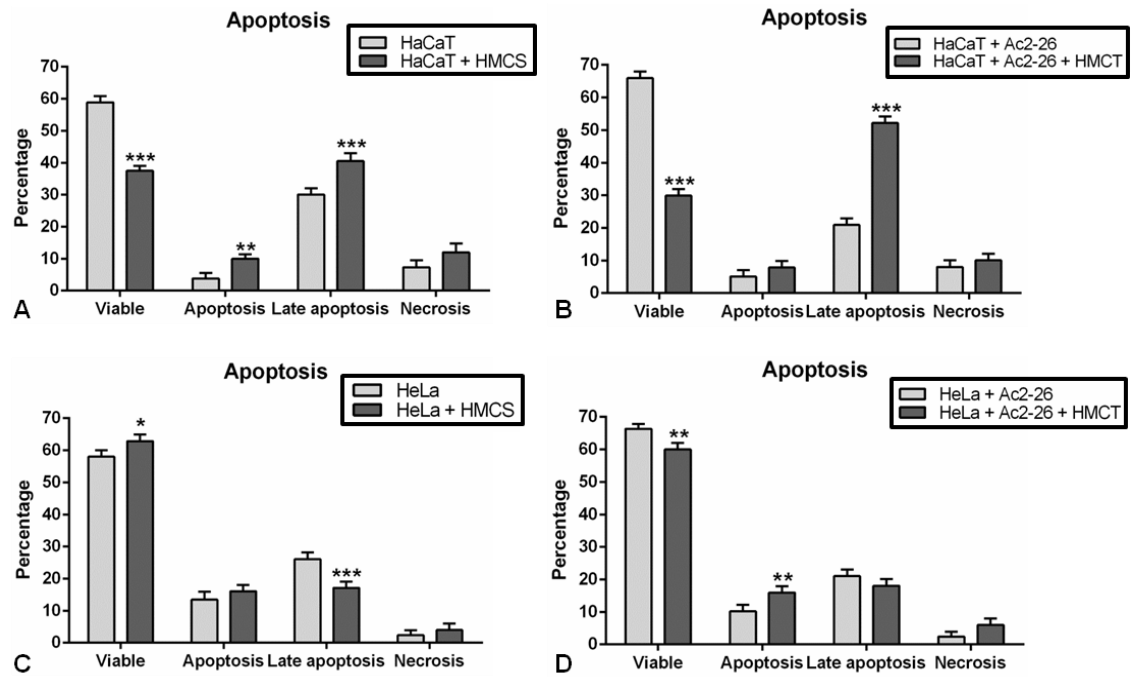 Apoptosis
HaCaT
HaCaT + HMCS
Percentage
70
60
50
40
30
20
10
0
***
**
***
Viable
Apoptosis
Late apoptosis
Necrosis
A
Apoptosis
HaCaT + Ac2-26
HaCaT + Ac2-26 + HMCT
Percentage
70
60
50
40
30
20
10
0
***
***
Viable
Apoptosis
Late apoptosis
Necrosis
B
Apoptosis
HeLa
HeLa + HMCS
Percentage
70
60
50
40
30
20
10
0
*
***
Viable
Apoptosis
Late apoptosis
Necrosis
C
Apoptosis
HeLa + Ac2-26
HeLa + Ac2-26 + HMCT
Percentage
70
60
50
40
30
20
10
0
**
**
Viable
Apoptosis
Late apoptosis
Necrosis
D